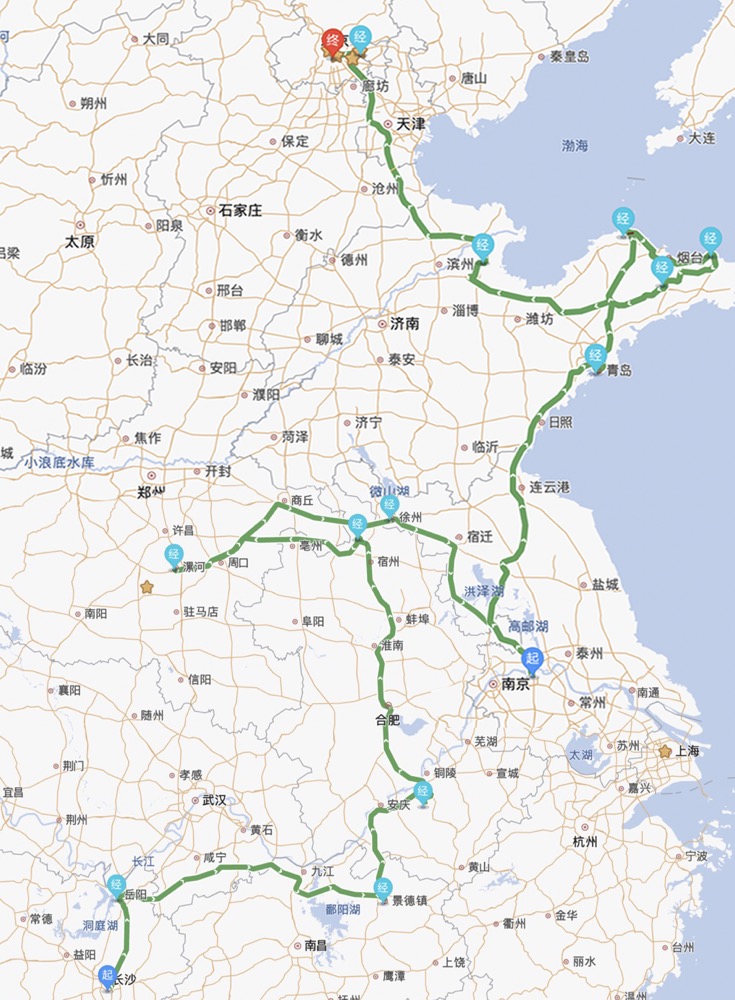 大同
终
京
经
秦皇岛
唐山
廊坊
朔州
天津
大连
保定
渤海
忻州
沧州
石家庄
经
阳泉
太原
衡水
经
经
吕梁
德州
滨州
烟台
经
邢台
淄博
潍坊
济南
邯郸
聊城
经
临汾
长治
安阳
泰安
青岛
濮阳
日照
济宁
菏泽
焦作
临沂
城
小浪底水库
开封
郑州
微山湖
连云港
商丘
经
徐州
许昌
经
宿迁
亳州
经
漯河
周口
宿州
盐城
洪泽湖
南阳
驻马店
阜阳
蚌埠
高邮湖
淮南
起
泰州
信阳
南京
襄阳
南通
随州
常州
合肥
芜湖
苏州
上海
太湖
荆门
孝感
铜陵
宣城
嘉兴
宜昌
武汉
经
安庆
荆州
黄石
杭州
咸宁
宁波
长江
黄山
九江
经
岳阳
经
景德镇
鄱阳湖
常德
洞庭湖
衢州
金华
南昌
台州
益阳
上饶
丽水
起
长沙
鹰潭
抚州
温州